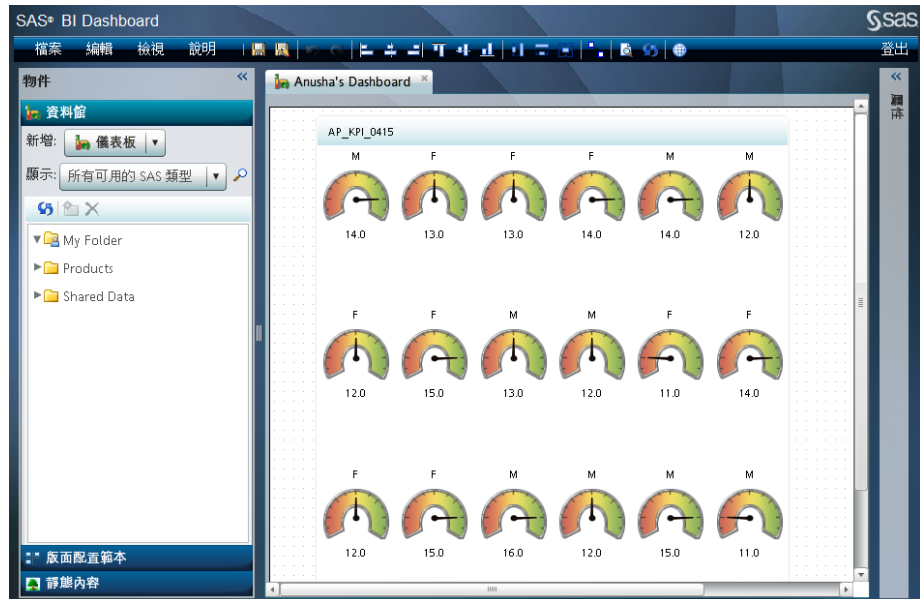 SAS® BI Dashboard
sas
檔案 編輯 檢視 說明
登出
物件
Anusha's Dashboard
屬性
資料館
新增: 儀表板
顯示: 所有可用的 SAS 類型
My Folder
Products
Shared Data
版面配置範本
靜態內容
AP_KPI_0415
M F F F M M
14.0 13.0 13.0 14.0 14.0 12.0
F F M M F F
12.0 15.0 13.0 12.0 11.0 14.0
F F M M M M
12.0 15.0 16.0 12.0 15.0 11.0